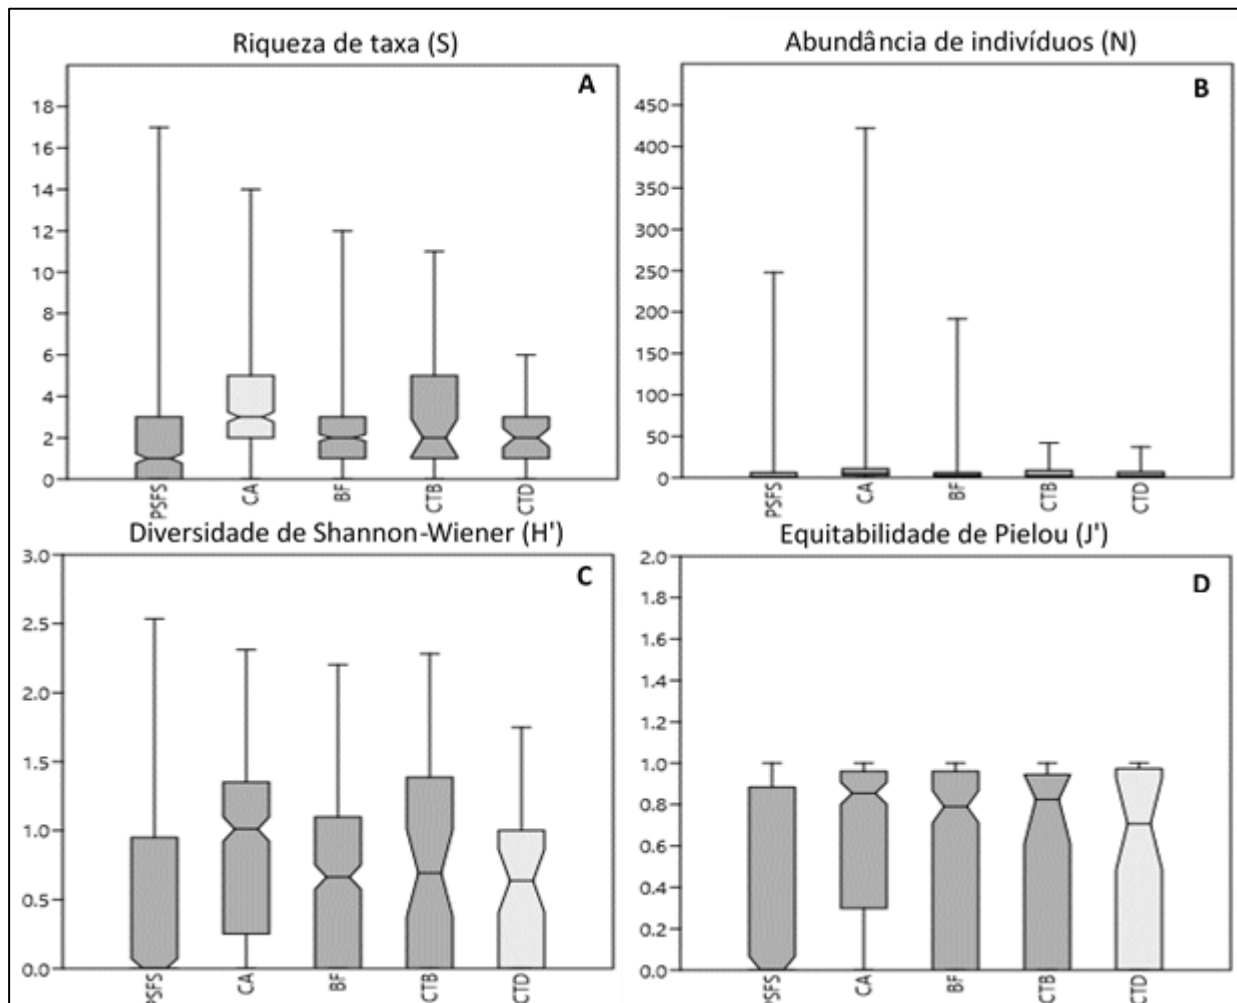 Riqueza de taxa (S)
A
18
16
14
12
10
8
6
4
2
0
PSFS
CA
BF
CTB
CTD
Abundância de indivíduos (N)
B
450
400
350
300
250
200
150
100
50
0
PSFS
CA
BF
CTB
CTD
Diversidade de Shannon-Wiener (H')
C
3.0
2.5
2.0
1.5
1.0
0.5
0.0
PSFS
CA
BF
CTB
CTD
Equitabilidade de Pielou (J')
D
2.0
1.8
1.6
1.4
1.2
1.0
0.8
0.6
0.4
0.2
0.0
PSFS
CA
BF
CTB
CTD